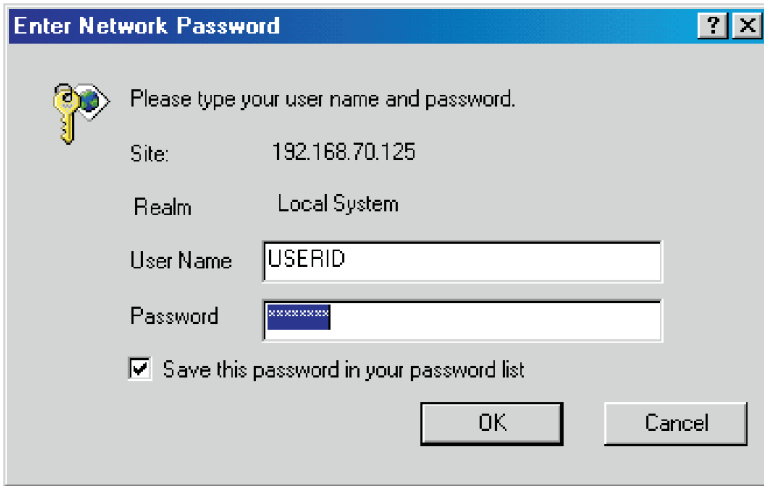 Enter Network Password
? X
Please type your user name and password.
Site: 192.168.70.125
Realm Local System
User Name USERID
Password ********
Save this password in your password list
OK Cancel